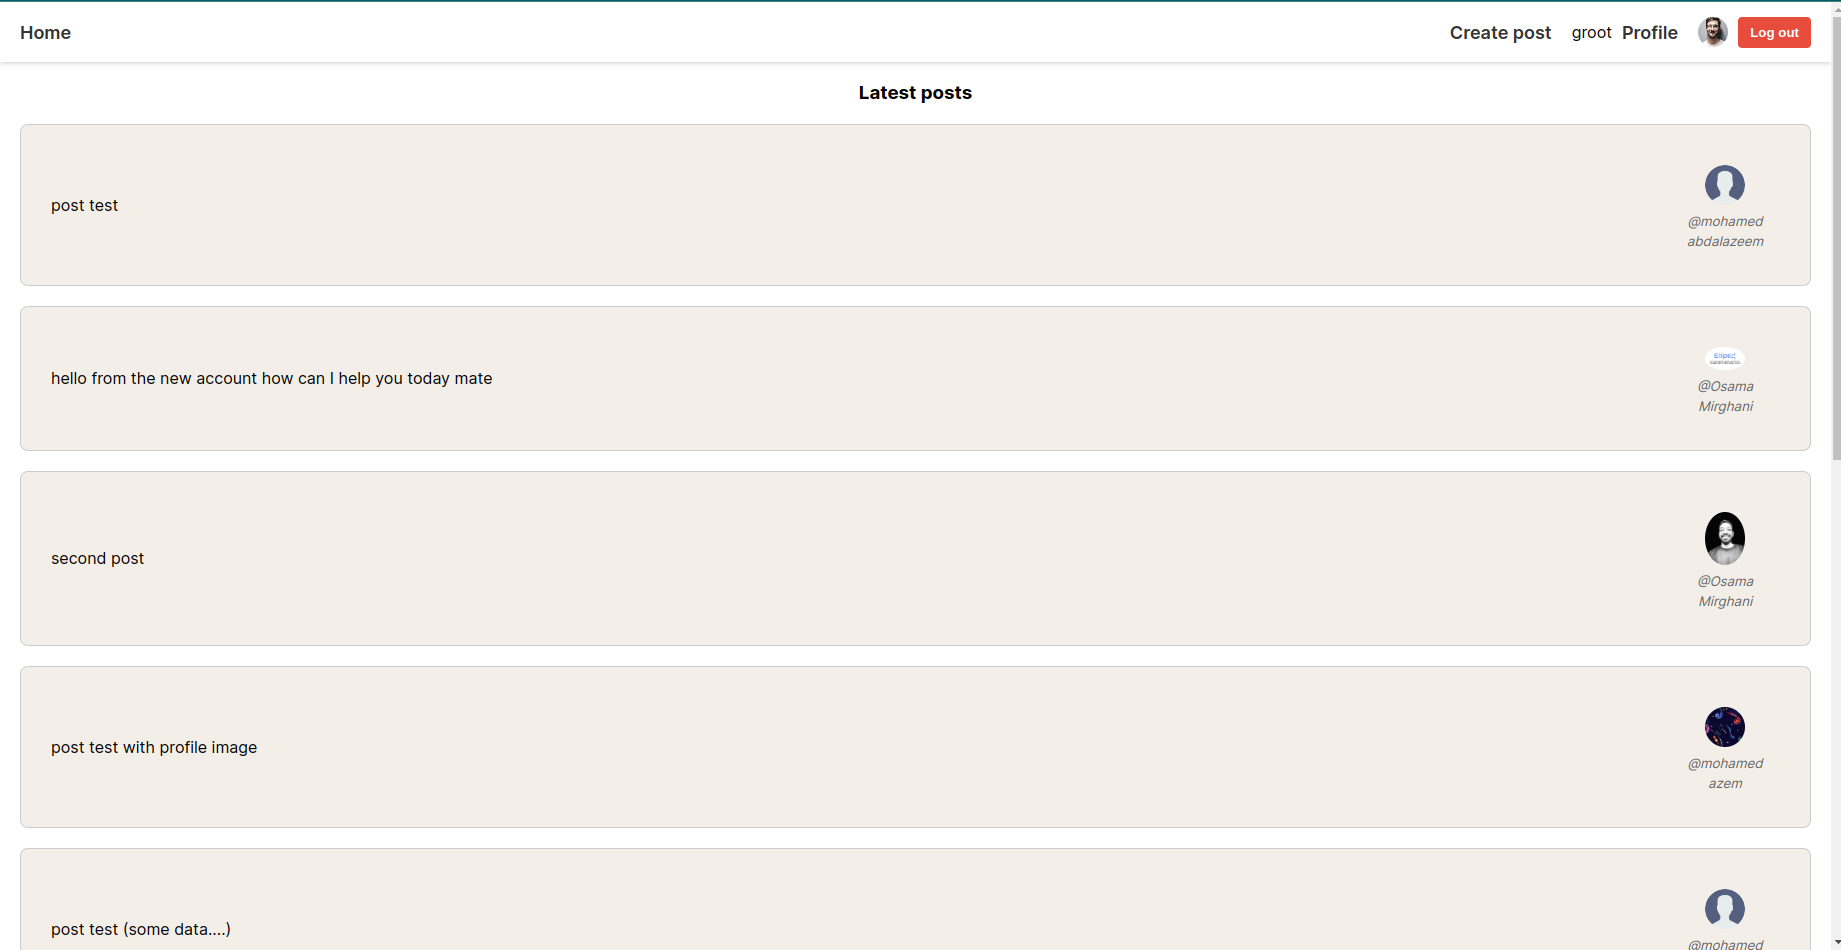 Home
Create post groot Profile Log out
Latest posts
post test
@mohamed
abdalazeem
hello from the new account how can I help you today mate
@Osama
Mirghani
second post
@Osama
Mirghani
post test with profile image
@mohamed
azem
post test (some data....)
@mohamed